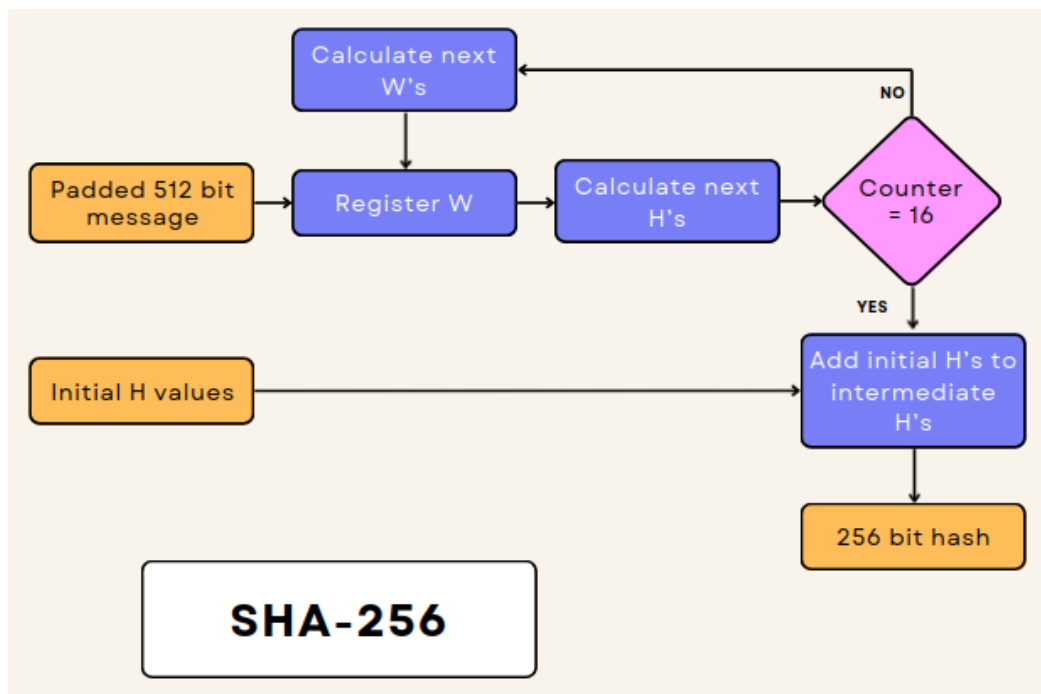 Calculate next
W's
NO
Padded 512 bit
message
Register W
Calculate next
H's
Counter
= 16
YES
Initial H values
Add initial H's to
intermediate
H's
256 bit hash
SHA-256